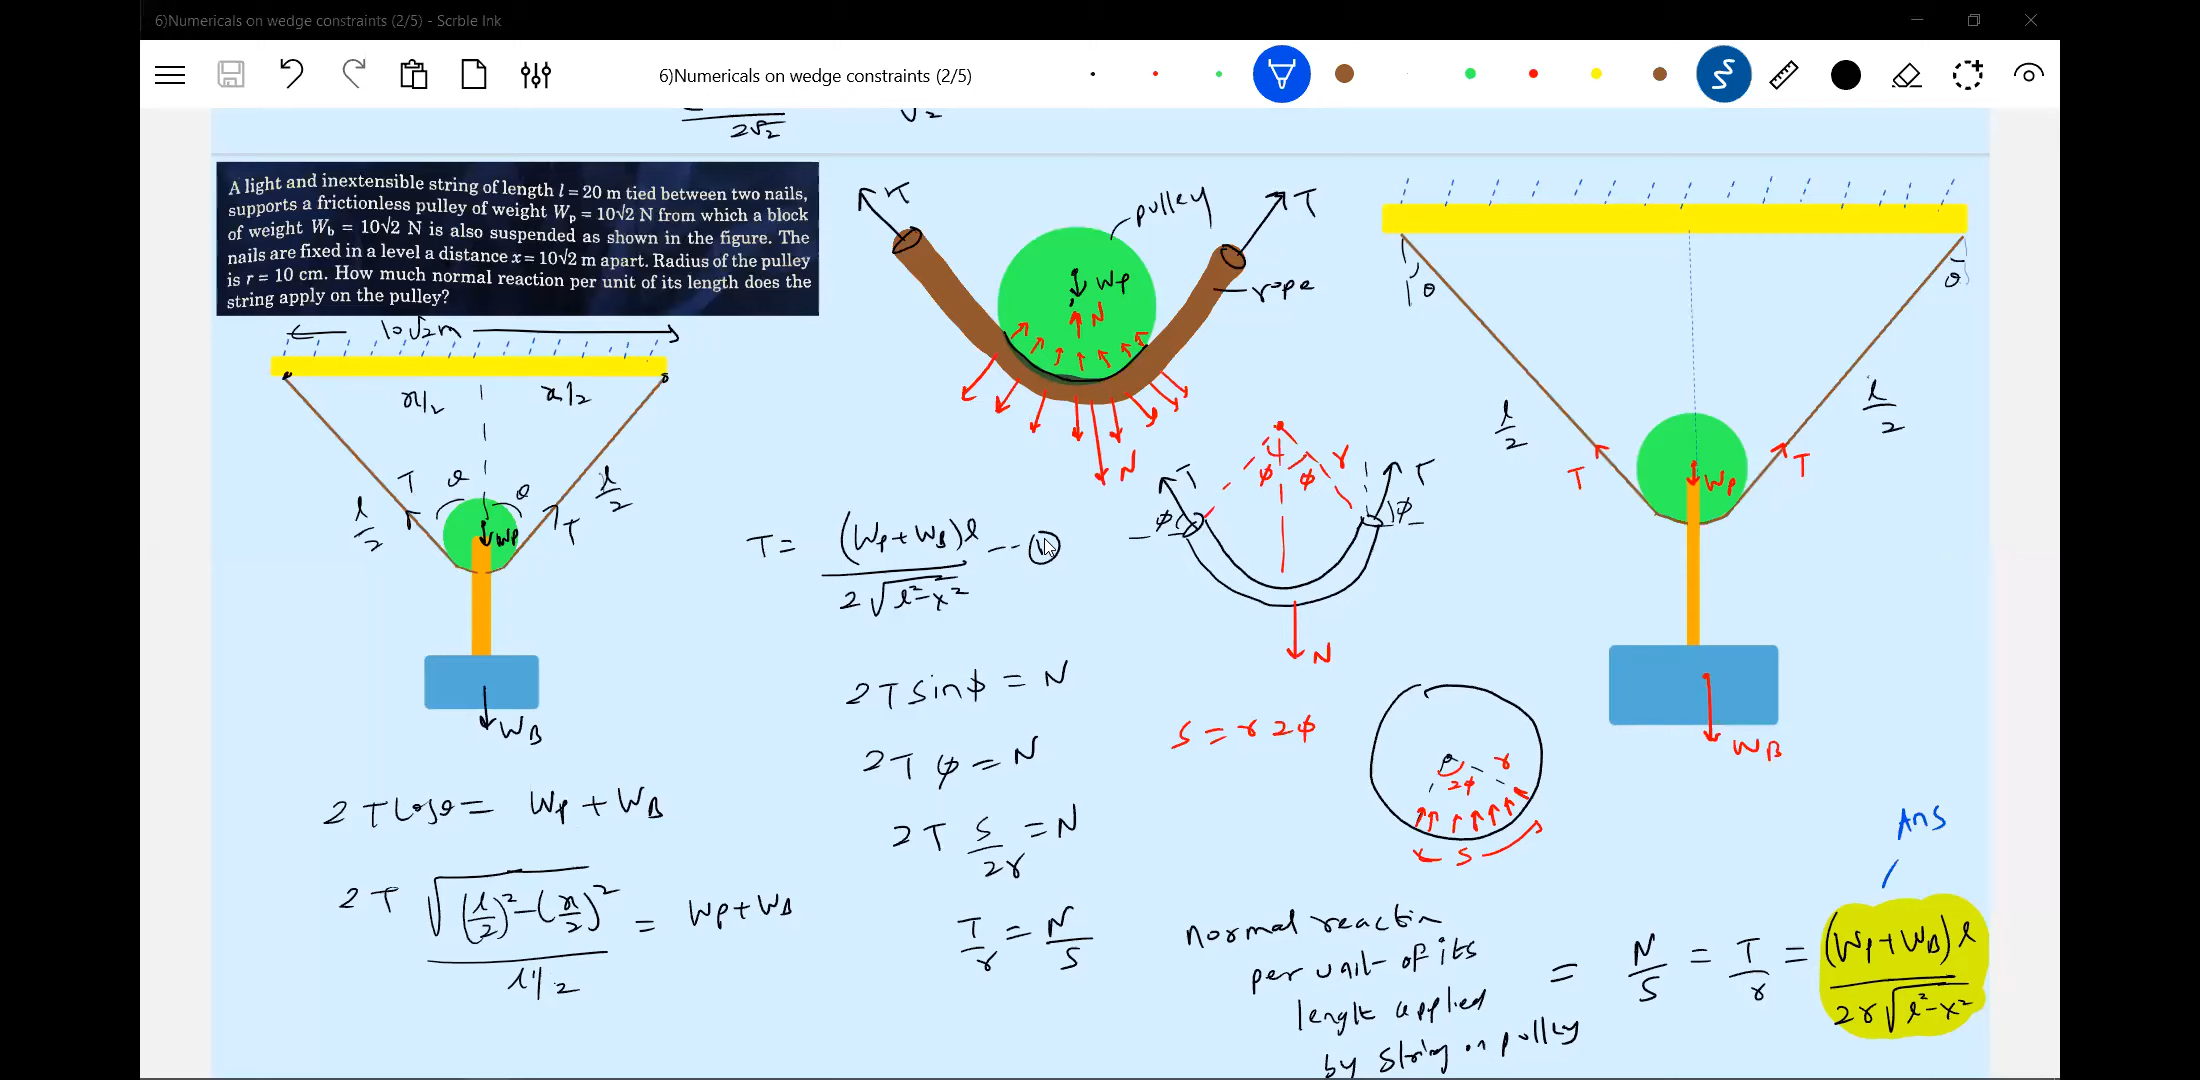 6)Numericals on wedge constraints (2/5) - Scrble Ink
6)Numericals on wedge constraints (2/5)
2√2
√2
A light and inextensible string of length l = 20 m tied between two nails,
supports a frictionless pulley of weight Wp = 10√2 N from which a block
of weight Wb = 10√2 N is also suspended as shown in the figure. The
nails are fixed in a level a distance x = 10√2 m apart. Radius of the pulley
is r = 10 cm. How much normal reaction per unit of its length does the
string apply on the pulley?
10√2m
x/2
x/2
T
θ
θ
l/2
l/2
T
WP
WB
2 T cosθ = WP + WB
2 T √((l/2)² - (x/2)²) / l/2 = WP + WB
T
T
pulley
WP
N
rope
N
T = (WP + WB)l / 2√(l² - x²) --- ①
2 T sinϕ = N
2 T ϕ = N
2 T S/2r = N
T/r = N/S
T
T
ϕ
ϕ
r
ϕ
ϕ
N
S = r 2ϕ
r
2ϕ
S
θ
θ
l/2
l/2
T
T
WP
WB
Ans
normal reaction
per unit of its
length applied
by string on pulley
= N/S = T/r = (WP + WB)l / 2r√(l² - x²)